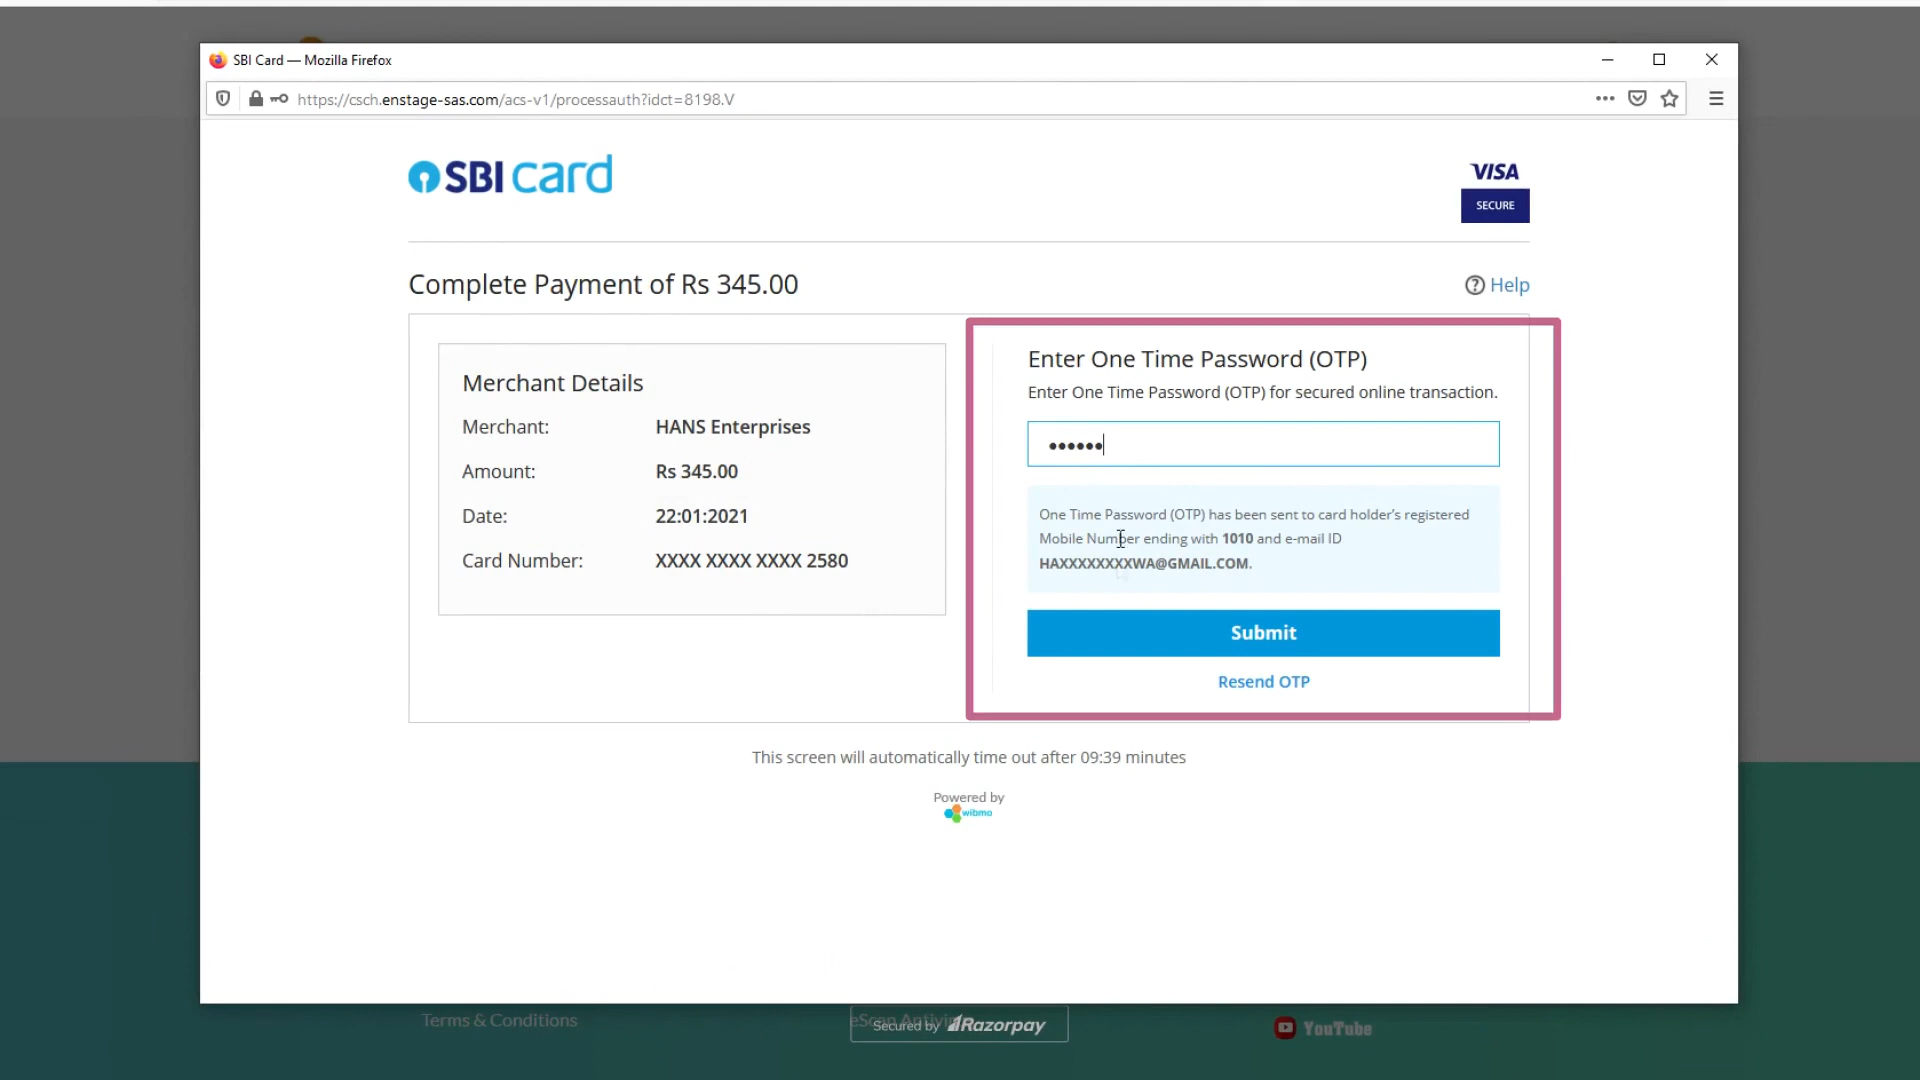 SBI Card — Mozilla Firefox
https://csch.enstage-sas.com/acs-v1/processauth?idct=8198.V
SBI card
VISA
SECURE
Complete Payment of Rs 345.00
Help
Merchant Details
Merchant: HANS Enterprises
Amount: Rs 345.00
Date: 22:01:2021
Card Number: XXXX XXXX XXXX 2580
Enter One Time Password (OTP)
Enter One Time Password (OTP) for secured online transaction.
••••••
One Time Password (OTP) has been sent to card holder's registered
Mobile Number ending with 1010 and e-mail ID
HAXXXXXXXXWA@GMAIL.COM.
Submit
Resend OTP
This screen will automatically time out after 09:39 minutes
Powered by
wibmo
Terms & Conditions
eScan
Secured by Razorpay
YouTube